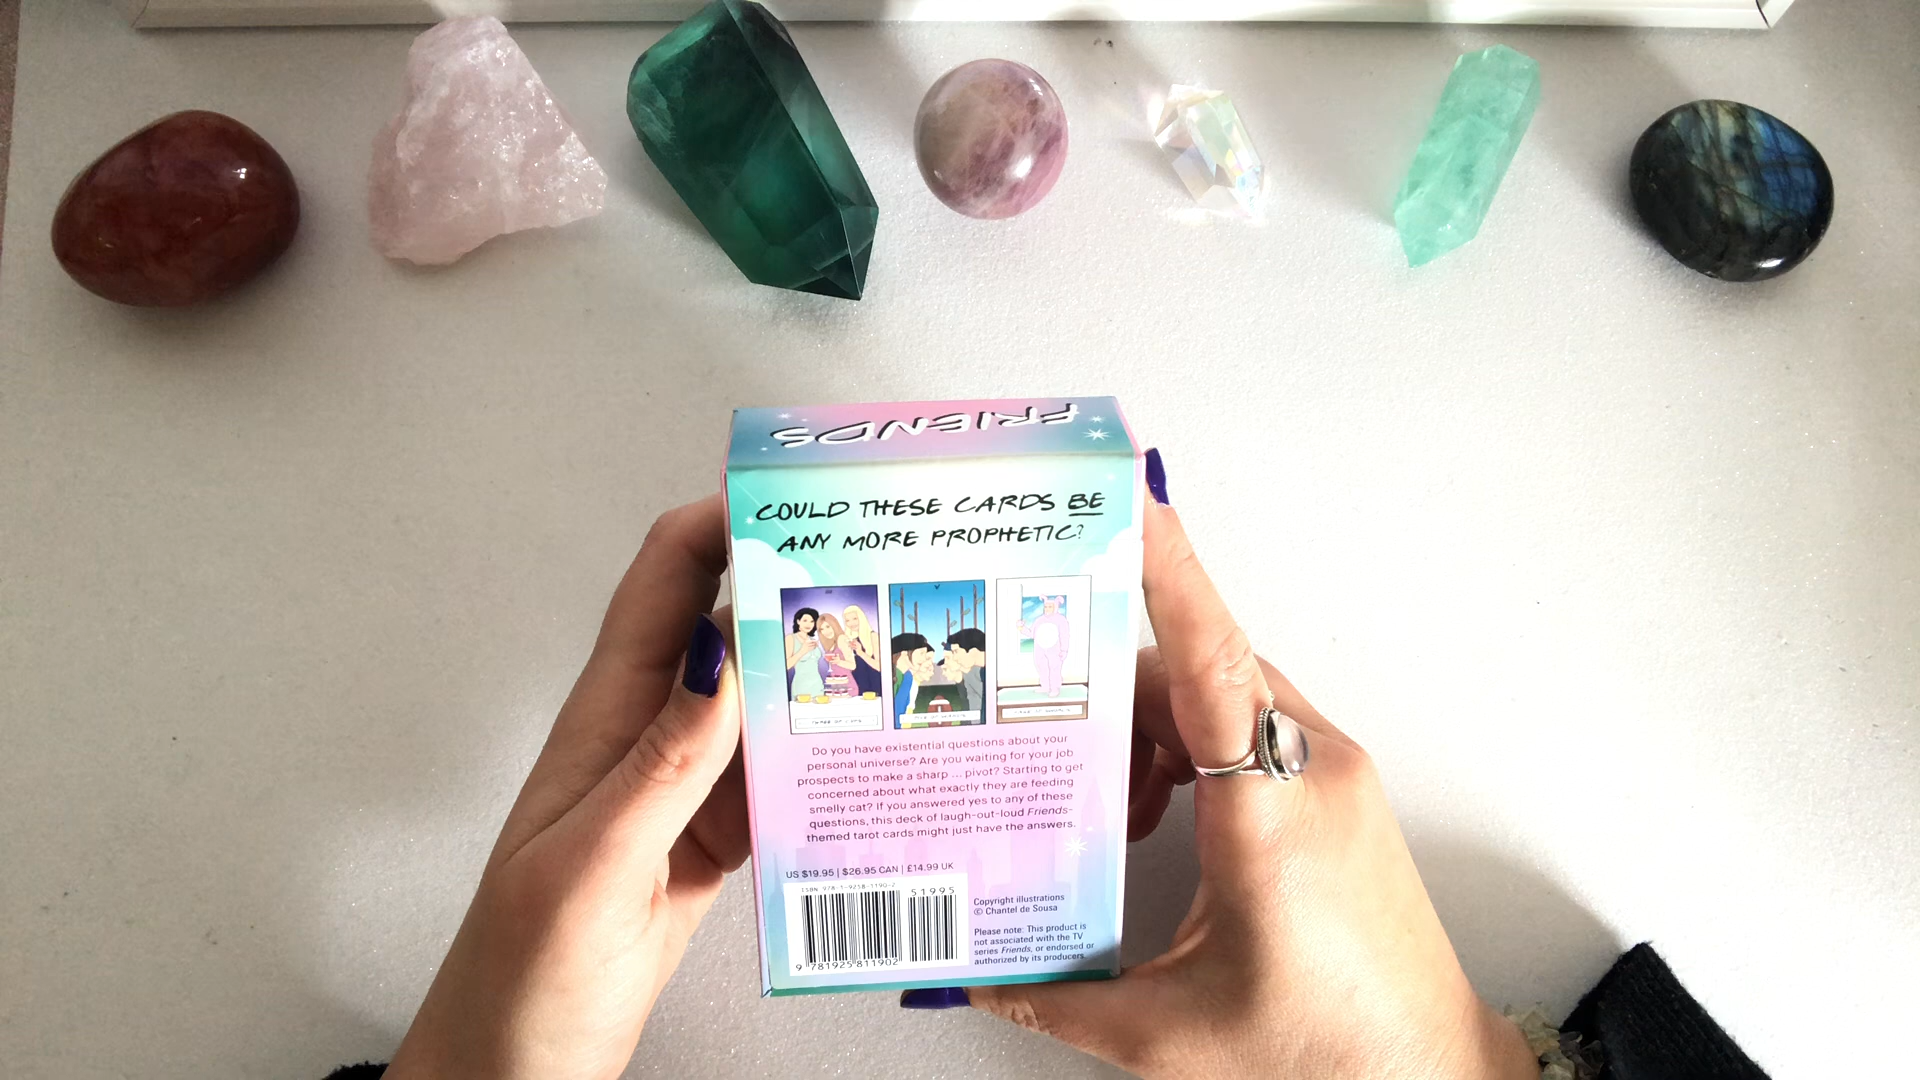 FRIENDS
COULD THESE CARDS BE
ANY MORE PROPHETIC?
THREE OF CUPS
Do you have existential questions about your
personal universe? Are you waiting for your job
prospects to make a sharp ... pivot? Starting to get
concerned about what exactly they are feeding
smelly cat? If you answered yes to any of these
questions, this deck of laugh-out-loud Friends-
themed tarot cards might just have the answers.
US $19.95 | $26.95 CAN | £14.99 UK
ISBN 978-1-9258-1190-2
51995
9 781925 811902
Copyright illustrations
© Chantel de Sousa
Please note: This product is
not associated with the TV
series Friends, or endorsed or
authorized by its producers.